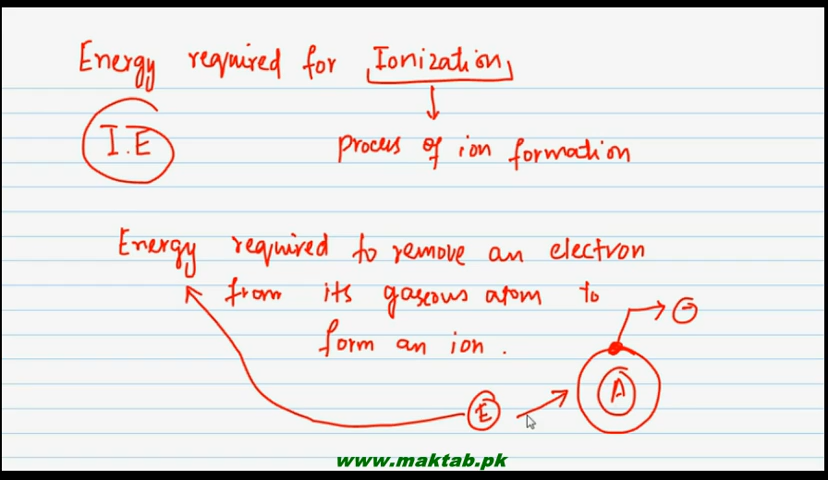 Energy required for Ionization
I.E
process of ion formation
Energy required to remove an electron
from its gaseous atom to
form an ion.
A
E
www.maktab.pk